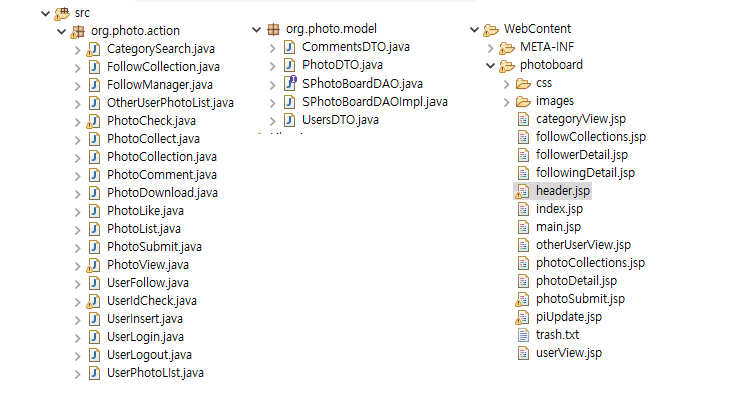 src
org.photo.action
CategorySearch.java
FollowCollection.java
FollowManager.java
OtherUserPhotoList.java
PhotoCheck.java
PhotoCollect.java
PhotoCollection.java
PhotoComment.java
PhotoDownload.java
PhotoLike.java
PhotoList.java
PhotoSubmit.java
PhotoView.java
UserFollow.java
UserIdCheck.java
UserInsert.java
UserLogin.java
UserLogout.java
UserPhotoLIst.java
org.photo.model
CommentsDTO.java
PhotoDTO.java
SPhotoBoardDAO.java
SPhotoBoardDAOImpl.java
UsersDTO.java
WebContent
META-INF
photoboard
css
images
categoryView.jsp
followCollections.jsp
followerDetail.jsp
followingDetail.jsp
header.jsp
index.jsp
main.jsp
otherUserView.jsp
photoCollections.jsp
photoDetail.jsp
photoSubmit.jsp
piUpdate.jsp
trash.txt
userView.jsp